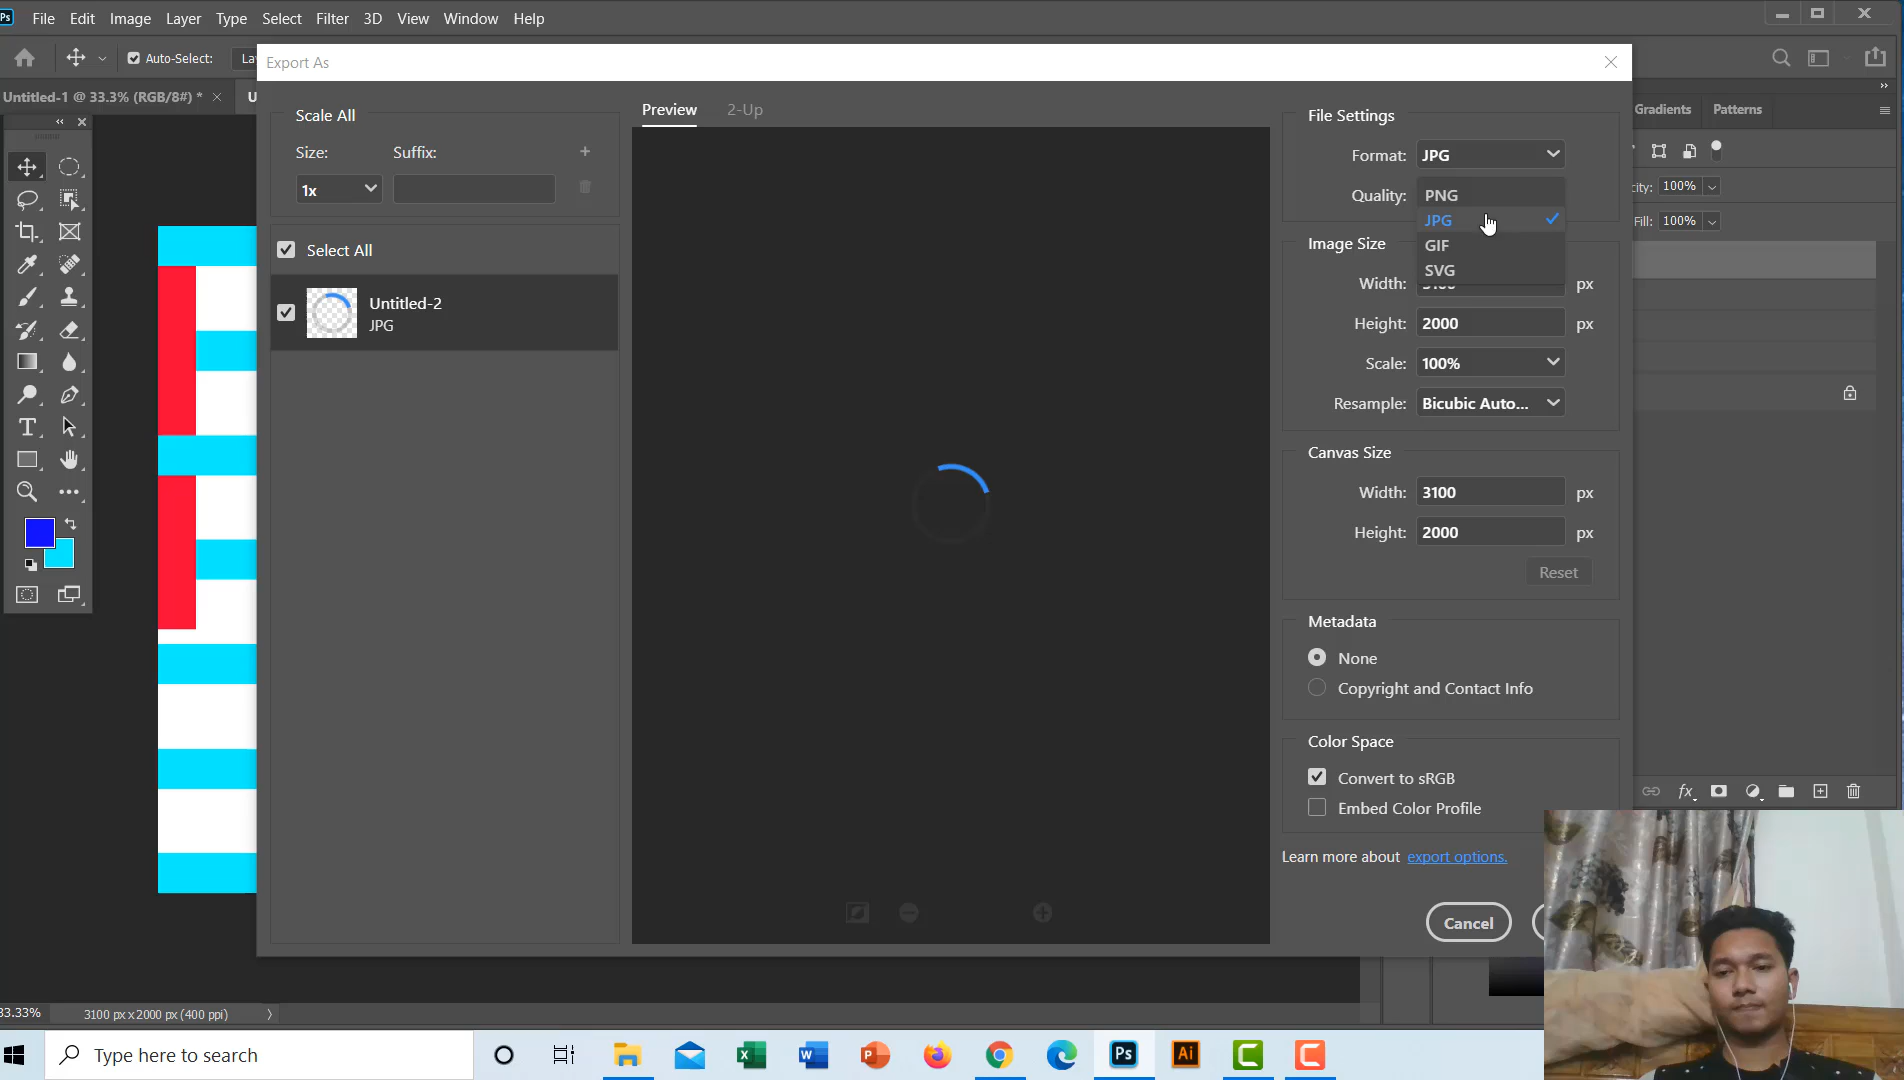 Ps File Edit Image Layer Type Select Filter 3D View Window Help
Auto-Select:
Export As
Untitled-1 @ 33.3% (RGB/8#) *
Scale All
Size: Suffix:
1x
Select All
Untitled-2
JPG
Preview 2-Up
File Settings
Format: JPG
Quality:
PNG
JPG
GIF
SVG
Image Size
Width: px
Height: 2000 px
Scale: 100%
Resample: Bicubic Auto...
Canvas Size
Width: 3100 px
Height: 2000 px
Reset
Metadata
None
Copyright and Contact Info
Color Space
Convert to sRGB
Embed Color Profile
Learn more about export options.
Cancel
Gradients Patterns
100%
Fill: 100%
fx
T
3100 px x 2000 px (400 ppi)
Type here to search
Ps Ai